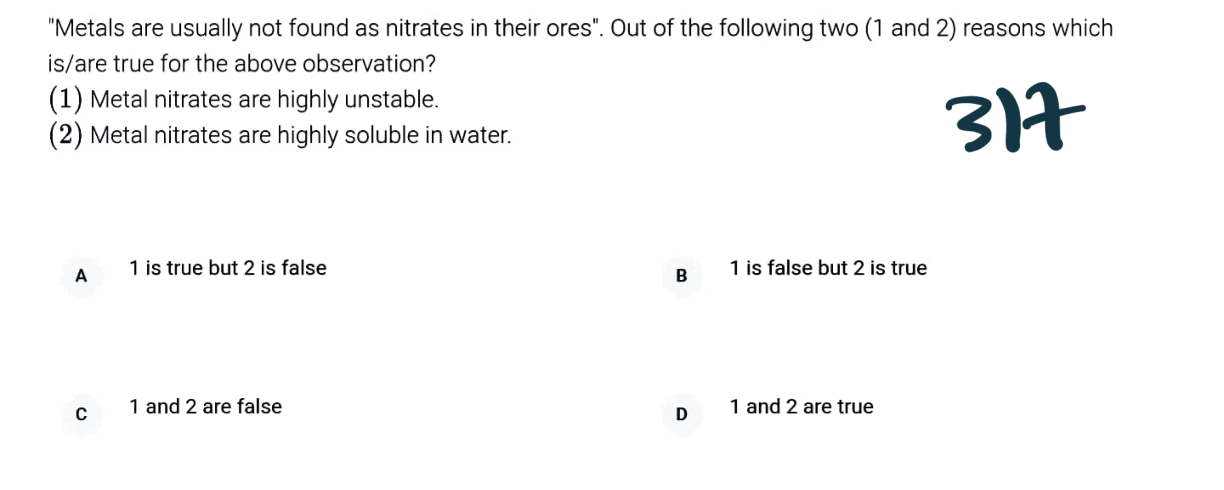 "Metals are usually not found as nitrates in their ores". Out of the following two (1 and 2) reasons which
is/are true for the above observation?
(1) Metal nitrates are highly unstable.
(2) Metal nitrates are highly soluble in water.
317
A 1 is true but 2 is false
B 1 is false but 2 is true
C 1 and 2 are false
D 1 and 2 are true